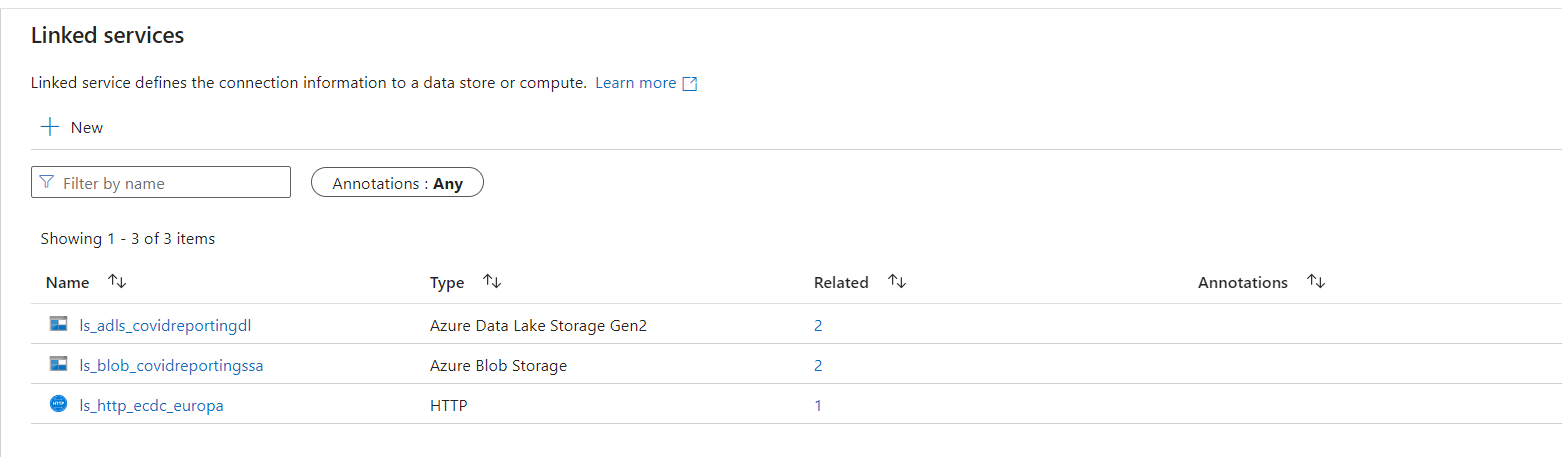 Linked services
Linked service defines the connection information to a data store or compute. Learn more
New
Filter by name
Annotations : Any
Showing 1 - 3 of 3 items
Name Type Related Annotations
ls_adls_covidreportingdl Azure Data Lake Storage Gen2 2
ls_blob_covidreportingssa Azure Blob Storage 2
HTTP ls_http_ecdc_europa HTTP 1